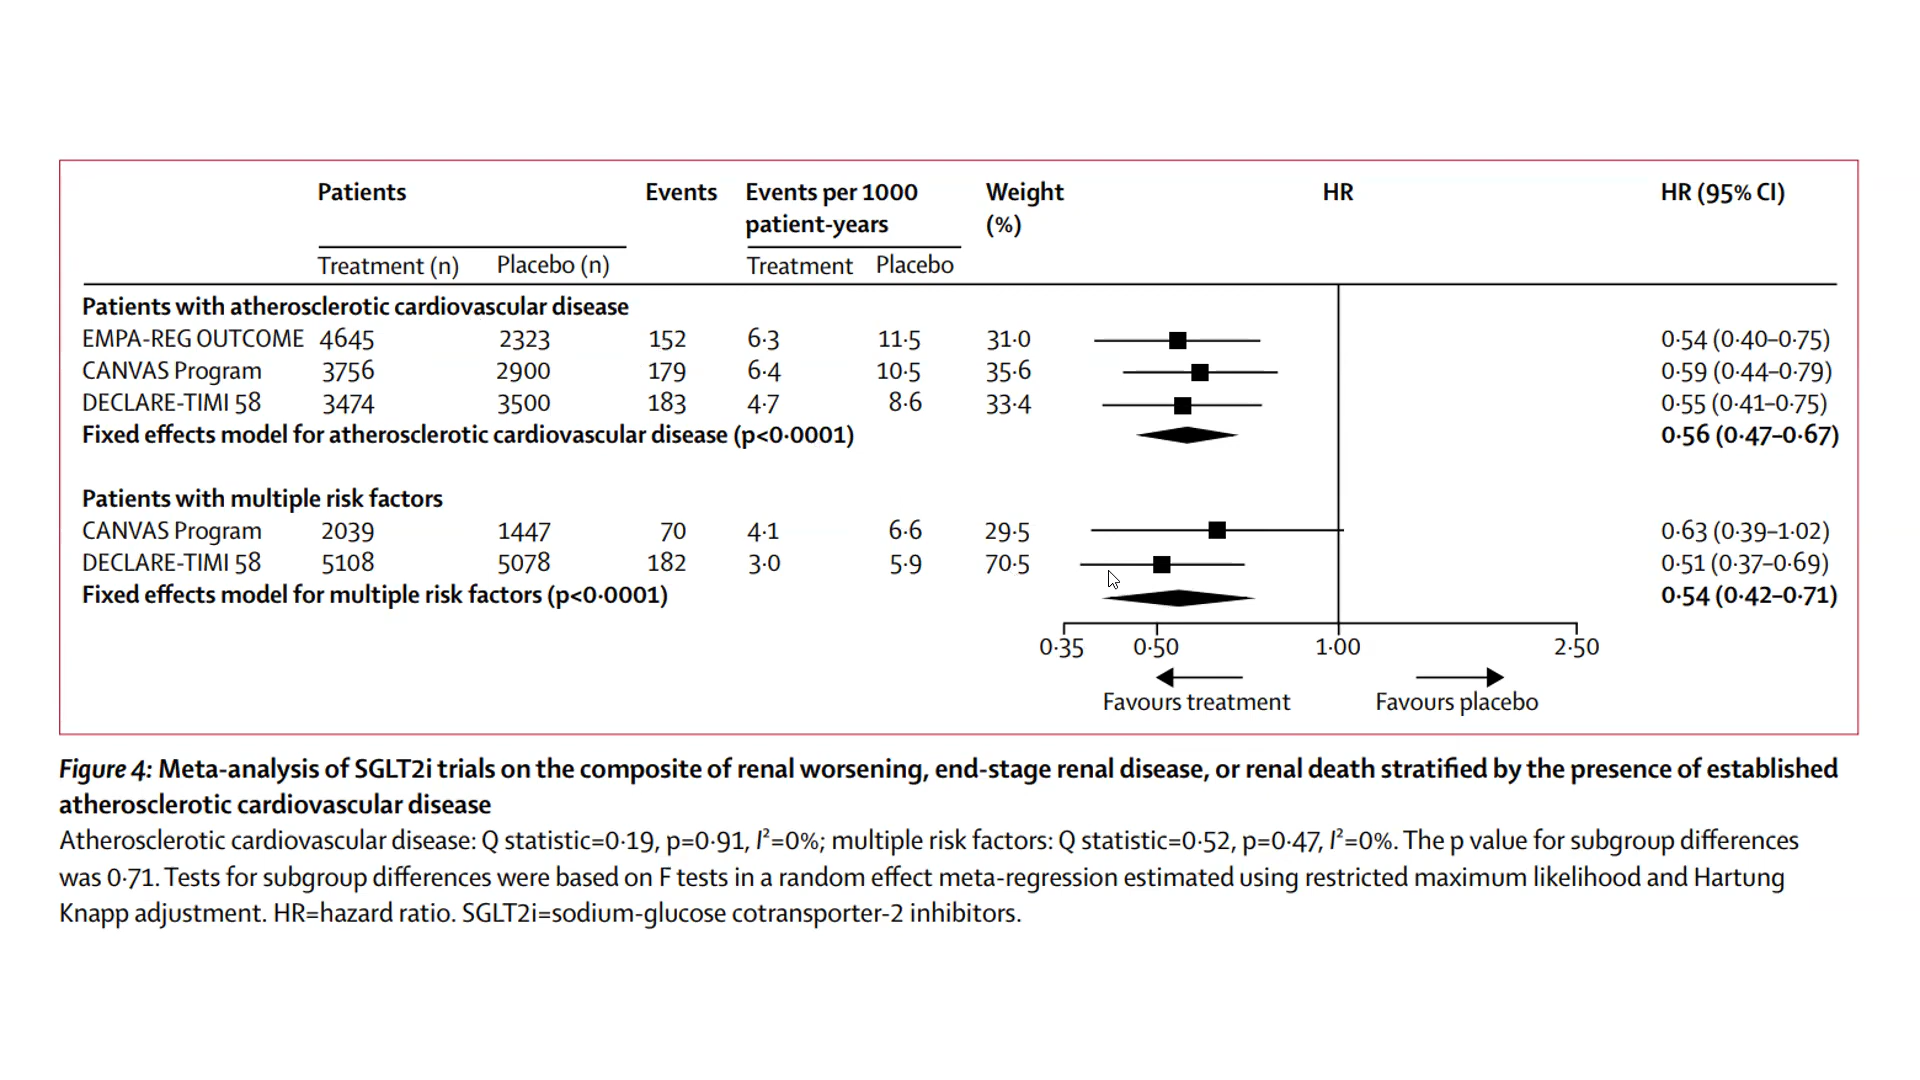 Patients Events Events per 1000 Weight HR HR (95% CI)
patient-years (%)
Treatment (n) Placebo (n) Treatment Placebo
Patients with atherosclerotic cardiovascular disease
EMPA-REG OUTCOME 4645 2323 152 6·3 11·5 31·0 0·54 (0·40–0·75)
CANVAS Program 3756 2900 179 6·4 10·5 35·6 0·59 (0·44–0·79)
DECLARE-TIMI 58 3474 3500 183 4·7 8·6 33·4 0·55 (0·41–0·75)
Fixed effects model for atherosclerotic cardiovascular disease (p<0·0001) 0·56 (0·47–0·67)
Patients with multiple risk factors
CANVAS Program 2039 1447 70 4·1 6·6 29·5 0·63 (0·39–1·02)
DECLARE-TIMI 58 5108 5078 182 3·0 5·9 70·5 0·51 (0·37–0·69)
Fixed effects model for multiple risk factors (p<0·0001) 0·54 (0·42–0·71)
0·35 0·50 1·00 2·50
Favours treatment Favours placebo
Figure 4: Meta-analysis of SGLT2i trials on the composite of renal worsening, end-stage renal disease, or renal death stratified by the presence of established
atherosclerotic cardiovascular disease
Atherosclerotic cardiovascular disease: Q statistic=0·19, p=0·91, I²=0%; multiple risk factors: Q statistic=0·52, p=0·47, I²=0%. The p value for subgroup differences
was 0·71. Tests for subgroup differences were based on F tests in a random effect meta-regression estimated using restricted maximum likelihood and Hartung
Knapp adjustment. HR=hazard ratio. SGLT2i=sodium-glucose cotransporter-2 inhibitors.